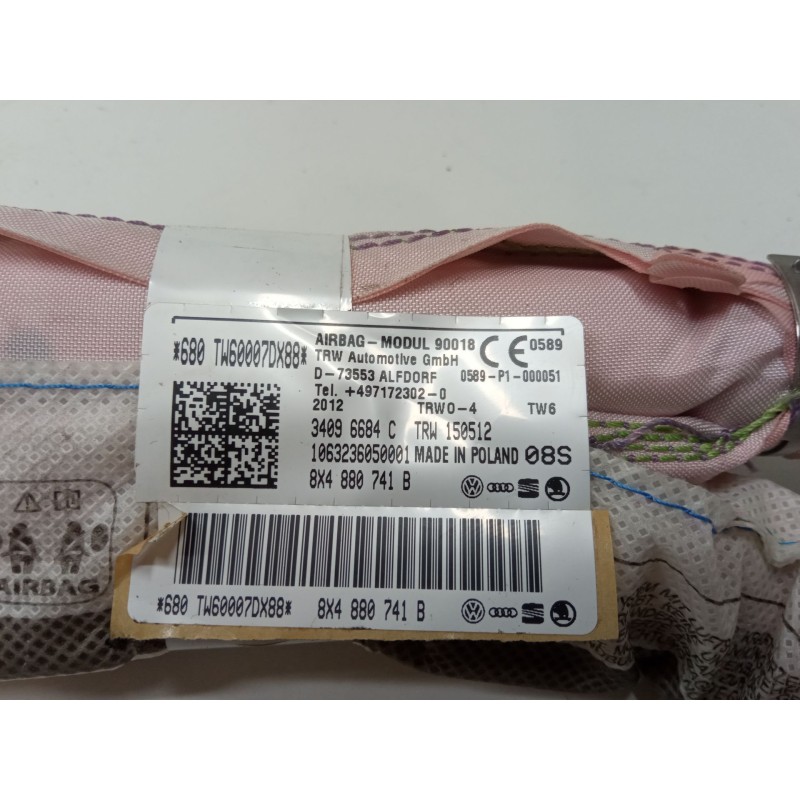 *680 TW60007DX88*
AIRBAG-MODUL 90018 CE 0589
TRW Automotive GmbH
D-73553 ALFDORF 0589-P1-000051
Tel. +497172302-0
2012 TRW0-4 TW6
3409 6684 C TRW 150512
1063236050001 MADE IN POLAND 08S
8X4 880 741 B
AIRBAG
*680 TW60007DX88* 8X4 880 741 B